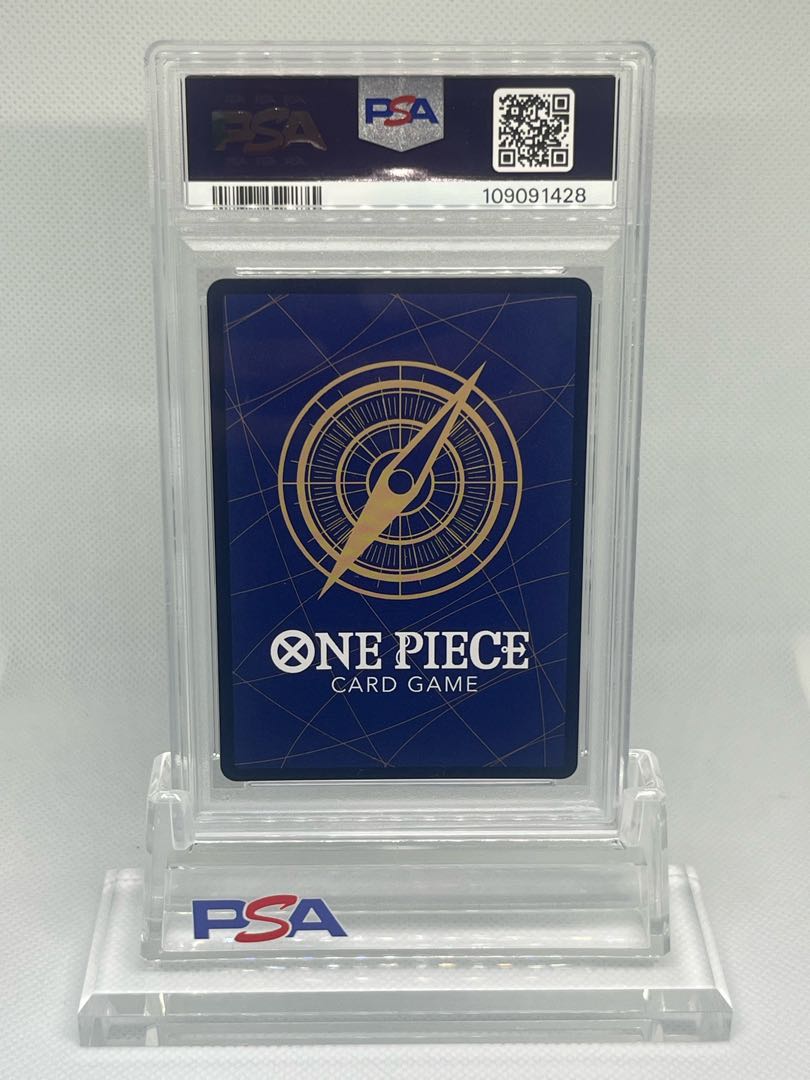 PSA
PSA
109091428
ONE PIECE
CARD GAME
PSA